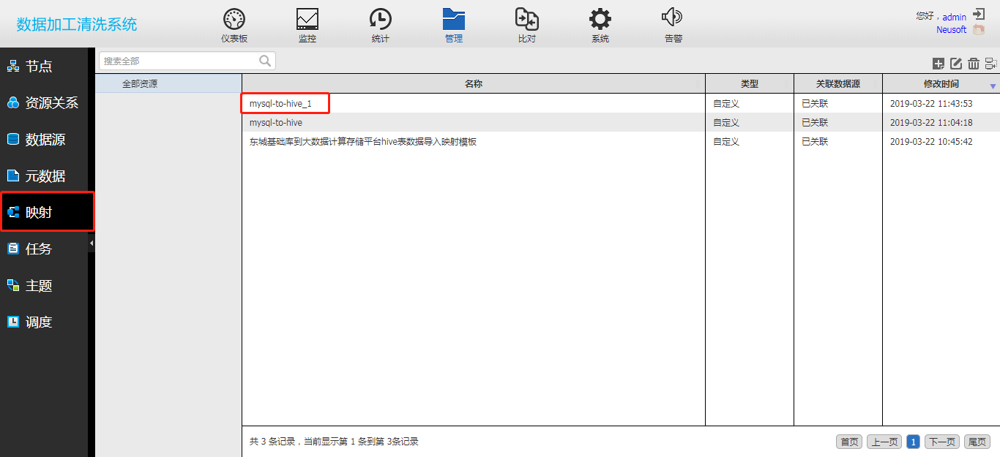 数据加工清洗系统
仪表板
监控
统计
管理
比对
系统
告警
您好，admin
Neusoft
节点
资源关系
数据源
元数据
映射
任务
主题
调度
搜索全部
全部资源
名称 类型 关联数据源 修改时间
mysql-to-hive_1 自定义 已关联 2019-03-22 11:43:53
mysql-to-hive 自定义 已关联 2019-03-22 11:04:18
东城基础库到大数据计算存储平台hive表数据导入映射模板 自定义 已关联 2019-03-22 10:45:42
共 3 条记录，当前显示第 1 条到第 3条记录
首页 上一页 1 下一页 尾页